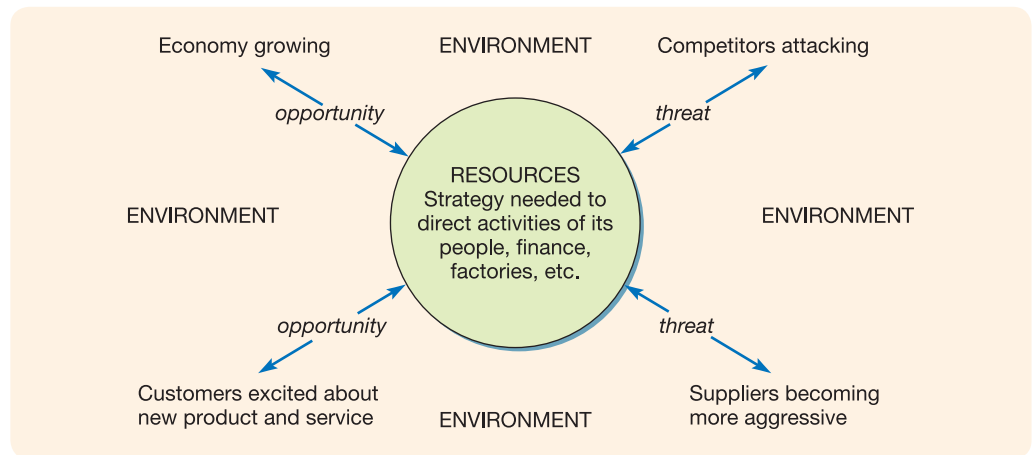 Economy growing
ENVIRONMENT
Competitors attacking
opportunity
threat
RESOURCES
Strategy needed to
direct activities of its
people, finance,
factories, etc.
ENVIRONMENT
ENVIRONMENT
opportunity
threat
Customers excited about
new product and service
ENVIRONMENT
Suppliers becoming
more aggressive